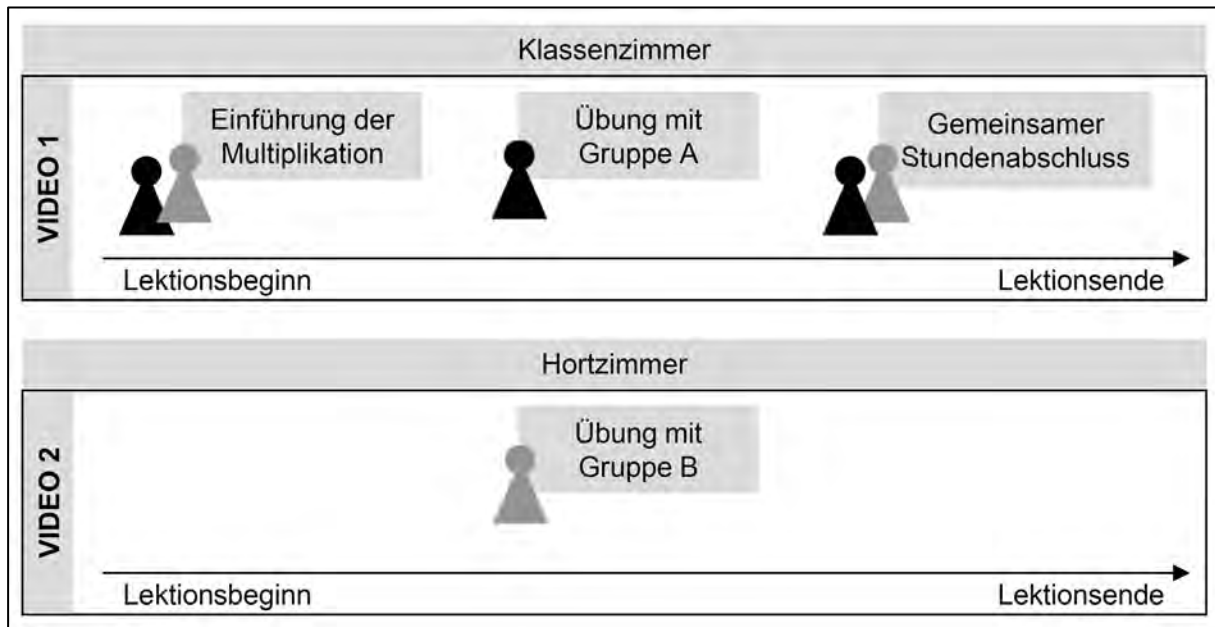 Klassenzimmer
VIDEO 1
Einführung der
Multiplikation
Übung mit
Gruppe A
Gemeinsamer
Stundenabschluss
Lektionsbeginn
Lektionsende
Hortzimmer
VIDEO 2
Übung mit
Gruppe B
Lektionsbeginn
Lektionsende